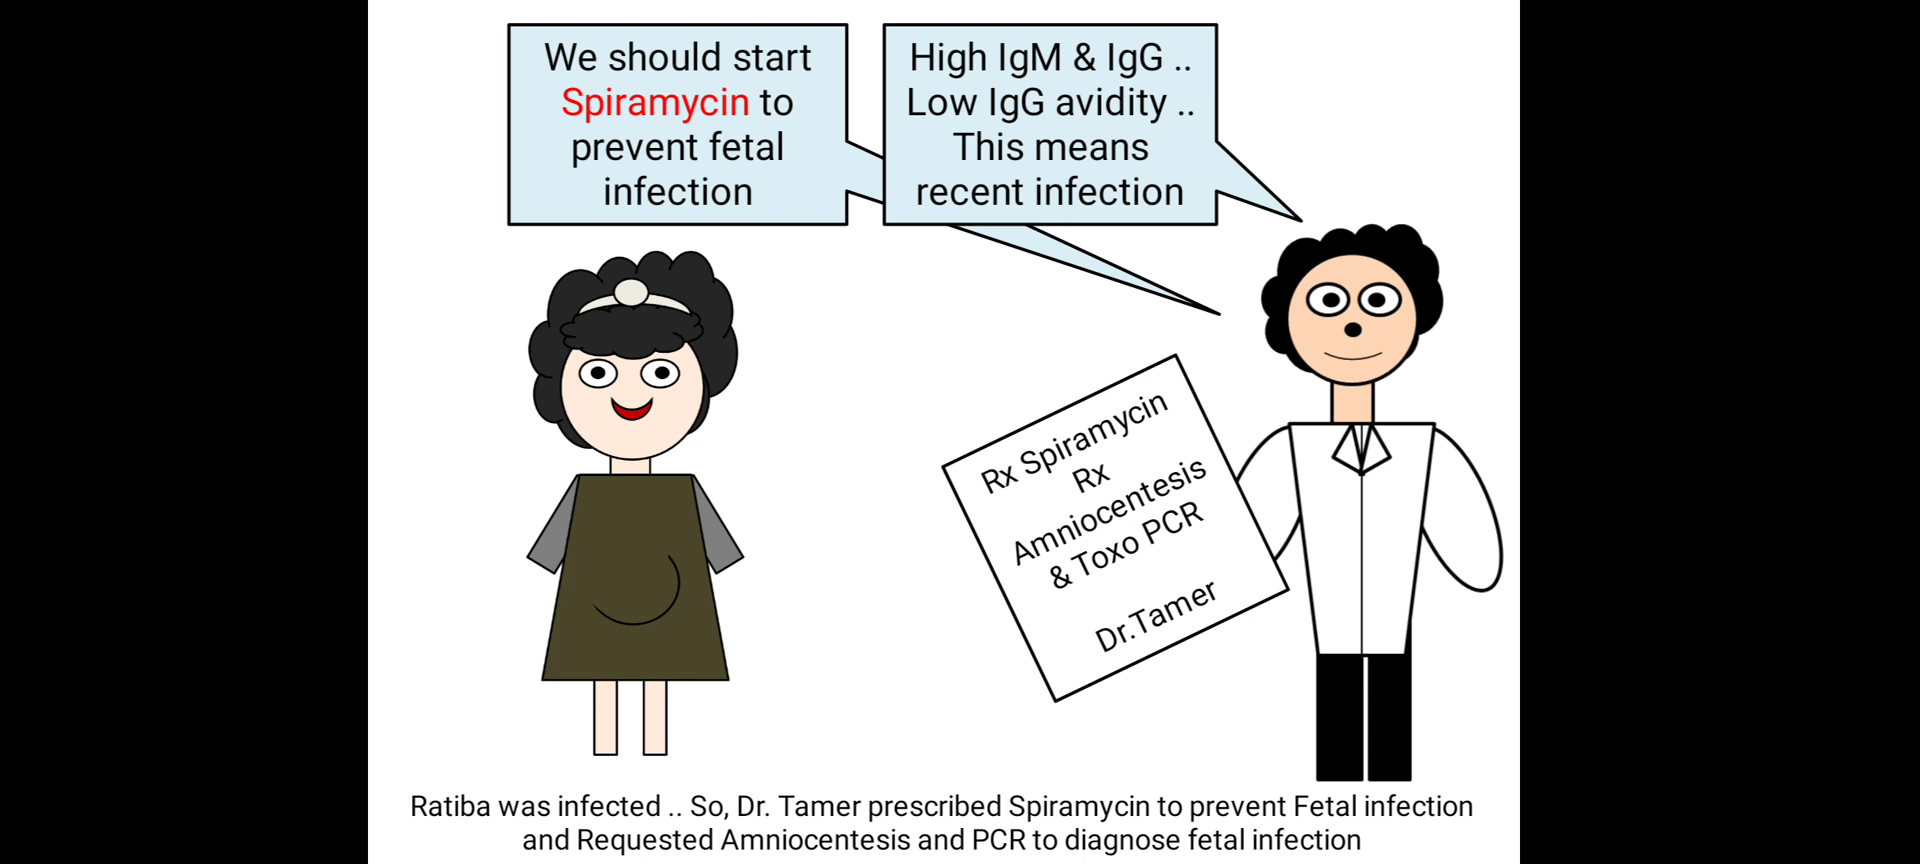 We should start
Spiramycin to
prevent fetal
infection
High IgM & IgG ..
Low IgG avidity ..
This means
recent infection
Rx Spiramycin
Rx
Amniocentesis
& Toxo PCR
Dr.Tamer
Ratiba was infected .. So, Dr. Tamer prescribed Spiramycin to prevent Fetal infection
and Requested Amniocentesis and PCR to diagnose fetal infection